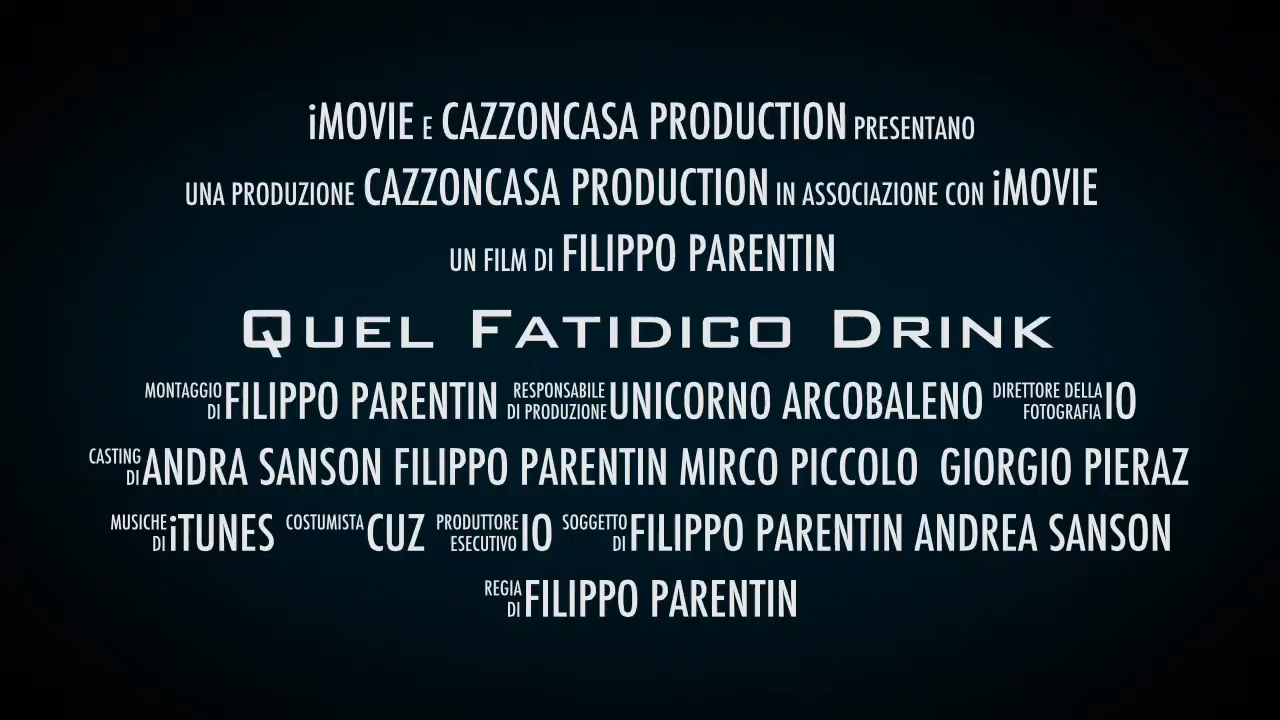 iMOVIE E CAZZONCASA PRODUCTION PRESENTANO
UNA PRODUZIONE CAZZONCASA PRODUCTION IN ASSOCIAZIONE CON iMOVIE
UN FILM DI FILIPPO PARENTIN
QUEL FATIDICO DRINK
MONTAGGIO DI FILIPPO PARENTIN RESPONSABILE DI PRODUZIONE UNICORNO ARCOBALENO DIRETTORE DELLA FOTOGRAFIA IO
CASTING DI ANDRA SANSON FILIPPO PARENTIN MIRCO PICCOLO GIORGIO PIERAZ
MUSICHE DI iTUNES COSTUMISTA CUZ PRODUTTORE ESECUTIVO IO SOGGETTO DI FILIPPO PARENTIN ANDREA SANSON
REGIA DI FILIPPO PARENTIN